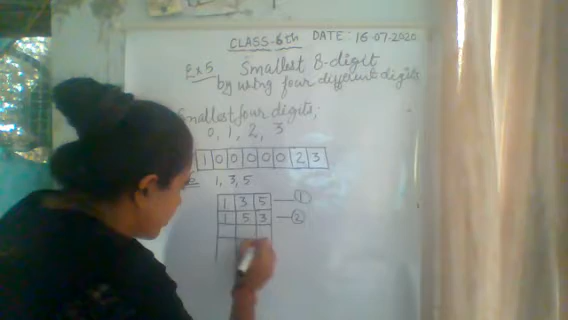 CLASS-6th DATE: 16-07-2020
Ex 5 Smallest 8-digit
by using four different digits
Smallest four digits;
0, 1, 2, 3
1 0 0 0 0 0 2 3
1, 3, 5
1 3 5 — 1
1 5 3 — 2